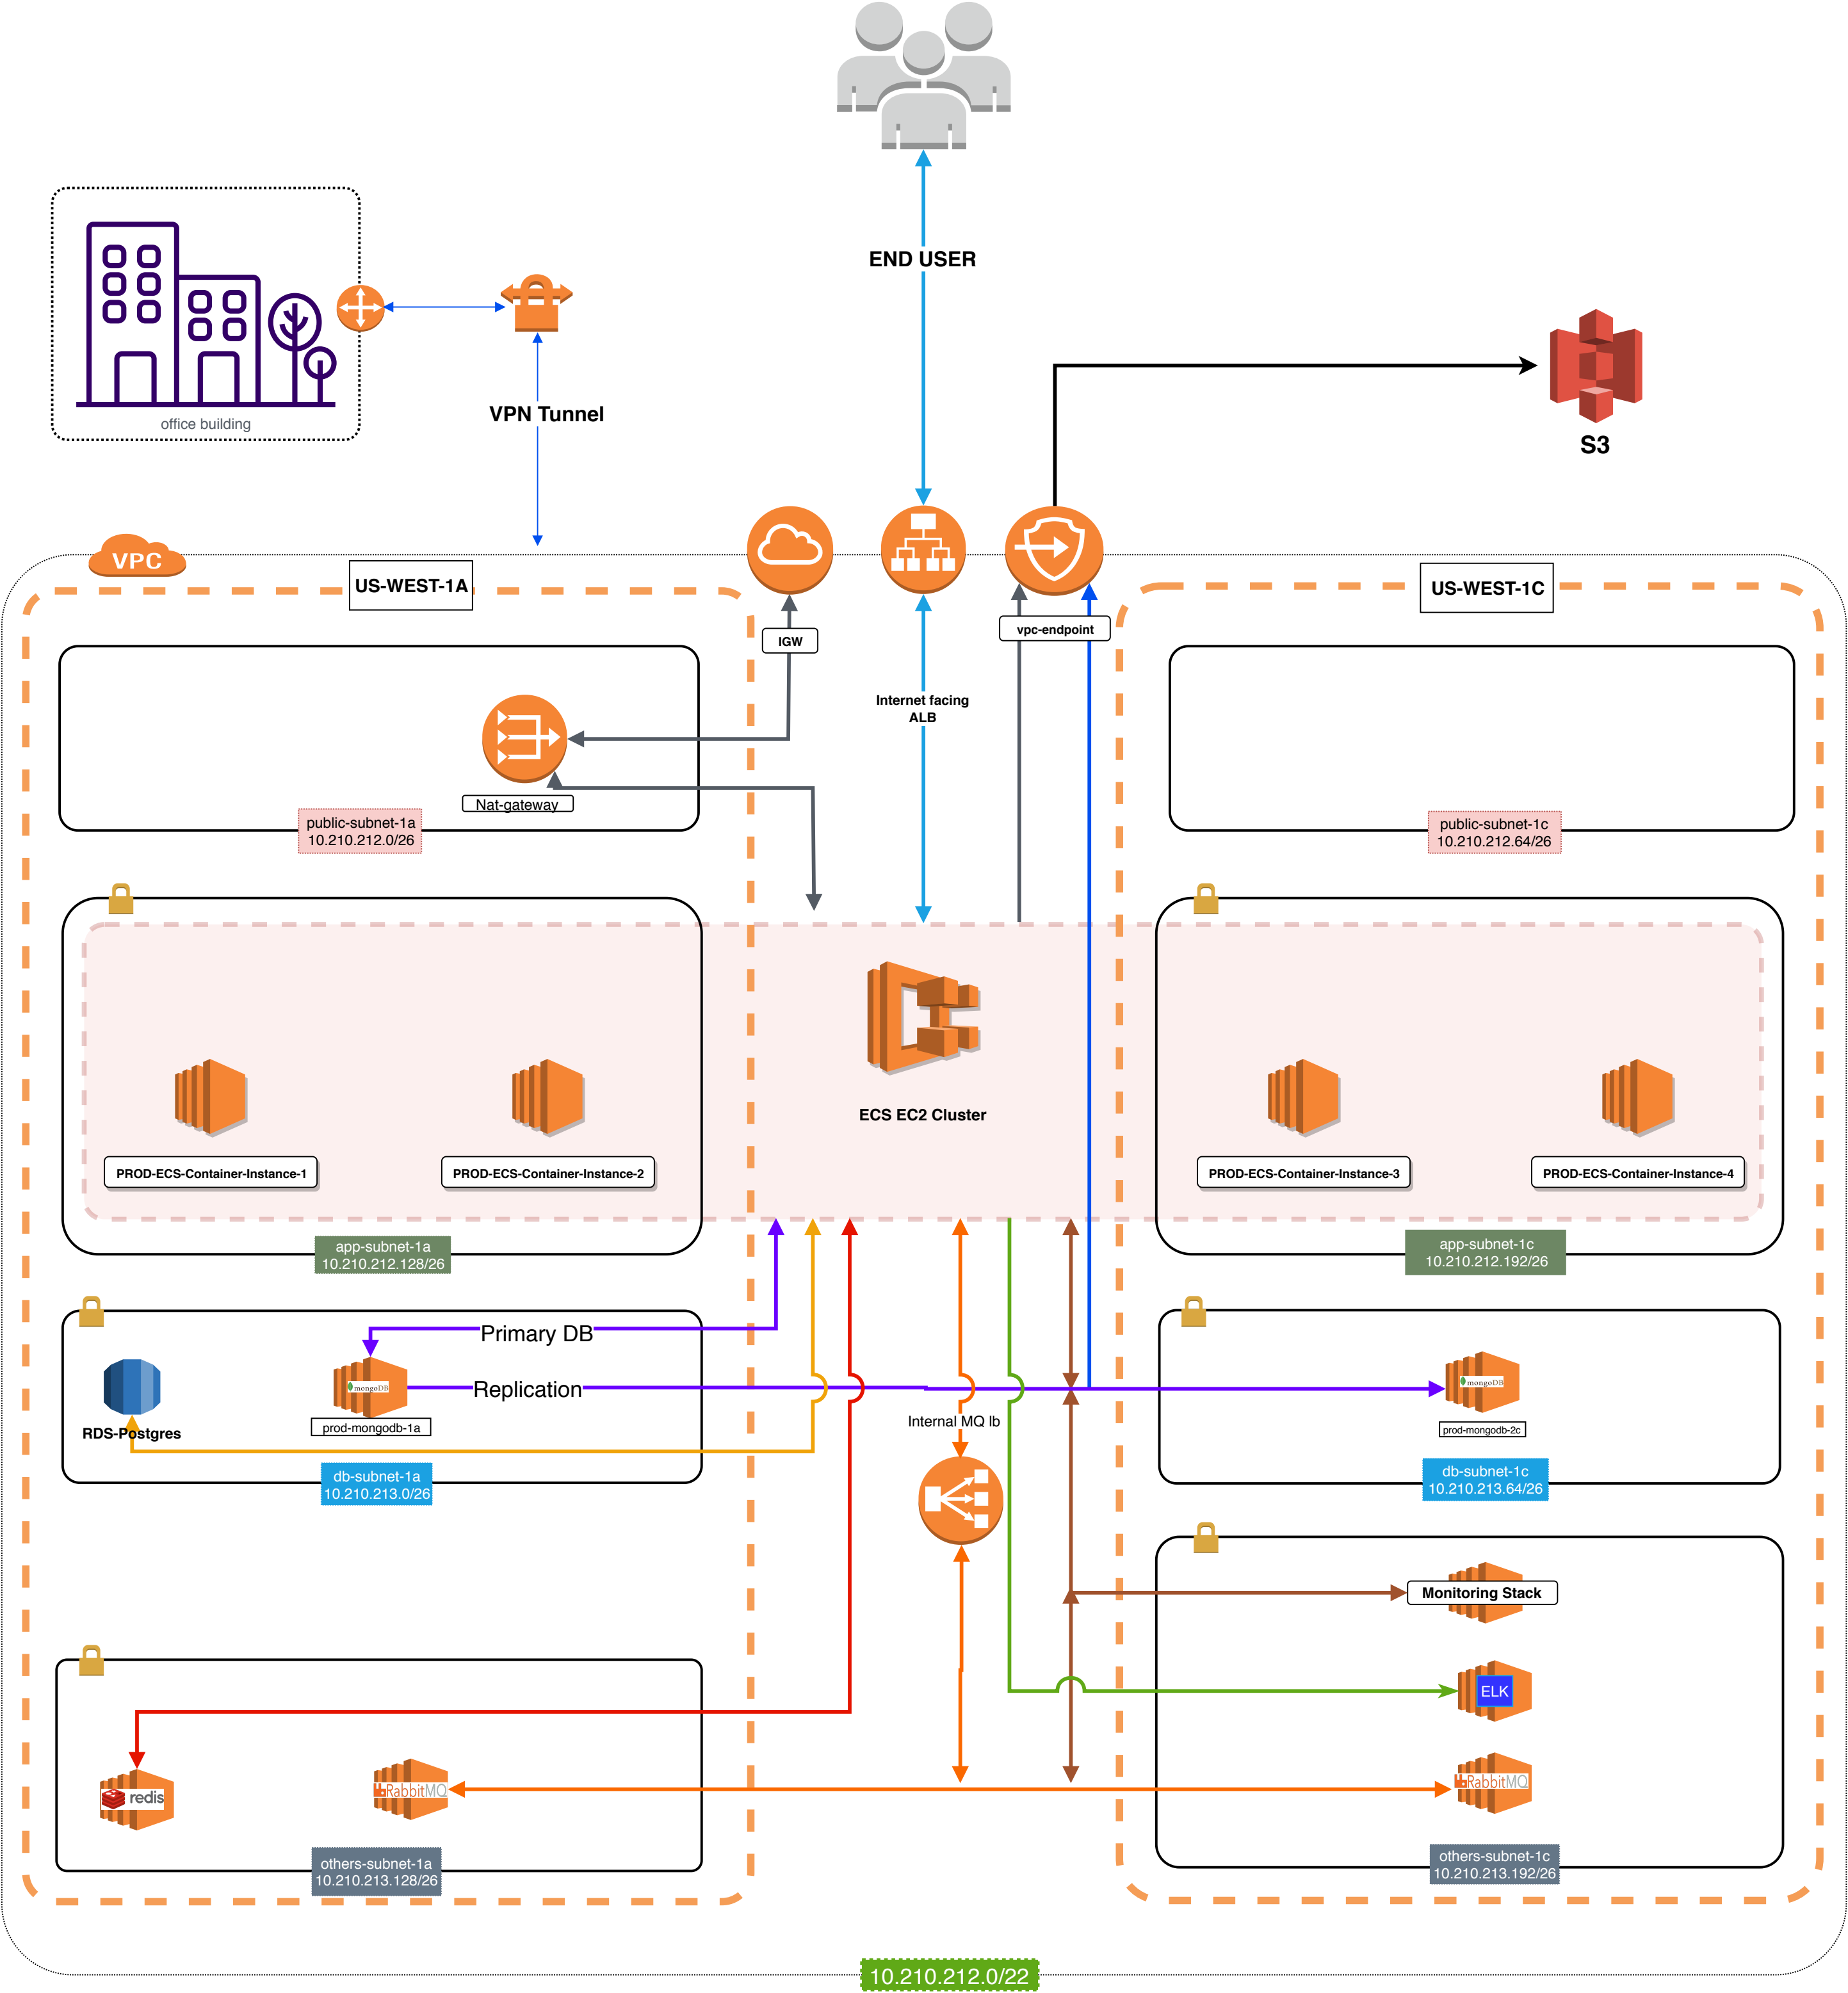 END USER
office building
VPN Tunnel
S3
VPC
US-WEST-1A
US-WEST-1C
IGW
vpc-endpoint
Internet facing
ALB
Nat-gateway
public-subnet-1a
10.210.212.0/26
public-subnet-1c
10.210.212.64/26
ECS EC2 Cluster
PROD-ECS-Container-Instance-1
PROD-ECS-Container-Instance-2
PROD-ECS-Container-Instance-3
PROD-ECS-Container-Instance-4
app-subnet-1a
10.210.212.128/26
app-subnet-1c
10.210.212.192/26
Primary DB
mongoDB
Replication
mongoDB
RDS-Postgres
prod-mongodb-1a
Internal MQ lb
prod-mongodb-2c
db-subnet-1a
10.210.213.0/26
db-subnet-1c
10.210.213.64/26
Monitoring Stack
ELK
redis
RabbitMQ
RabbitMQ
others-subnet-1a
10.210.213.128/26
others-subnet-1c
10.210.213.192/26
10.210.212.0/22